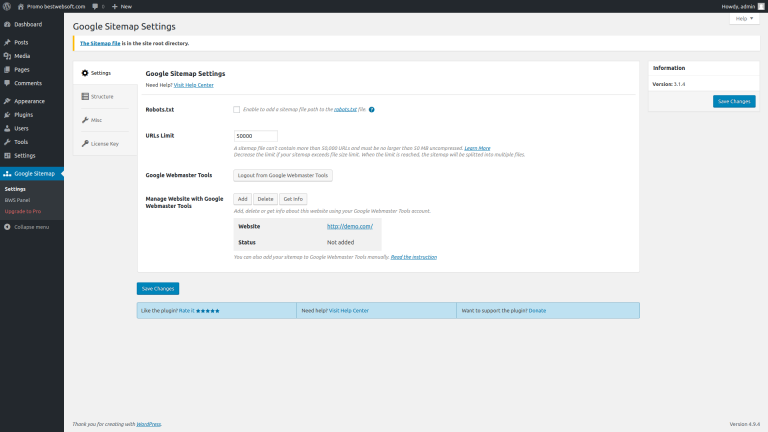 Promo bestwebsoft.com 0 New Howdy, admin
Help
Dashboard
Posts
Media
Pages
Comments
Appearance
Plugins
Users
Tools
Settings
Google Sitemap
Settings
BWS Panel
Upgrade to Pro
Collapse menu
Google Sitemap Settings
The Sitemap file is in the site root directory.
Settings
Structure
Misc
License Key
Google Sitemap Settings
Need Help? Visit Help Center
Robots.txt
Enable to add a sitemap file path to the robots.txt file. ?
URLs Limit
50000
A sitemap file can't contain more than 50,000 URLs and must be no larger than 50 MB uncompressed. Learn More
Decrease the limit if your sitemap exceeds file size limit. When the limit is reached, the sitemap will be splitted into multiple files.
Google Webmaster Tools
Logout from Google Webmaster Tools
Manage Website with Google
Webmaster Tools
Add Delete Get Info
Add, delete or get info about this website using your Google Webmaster Tools account.
Website http://demo.com/
Status Not added
You can also add your sitemap to Google Webmaster Tools manually. Read the instruction
Save Changes
Like the plugin? Rate it ★★★★★
Need help? Visit Help Center
Want to support the plugin? Donate
Information
Version: 3.1.4
Save Changes
Thank you for creating with WordPress.
Version 4.9.4